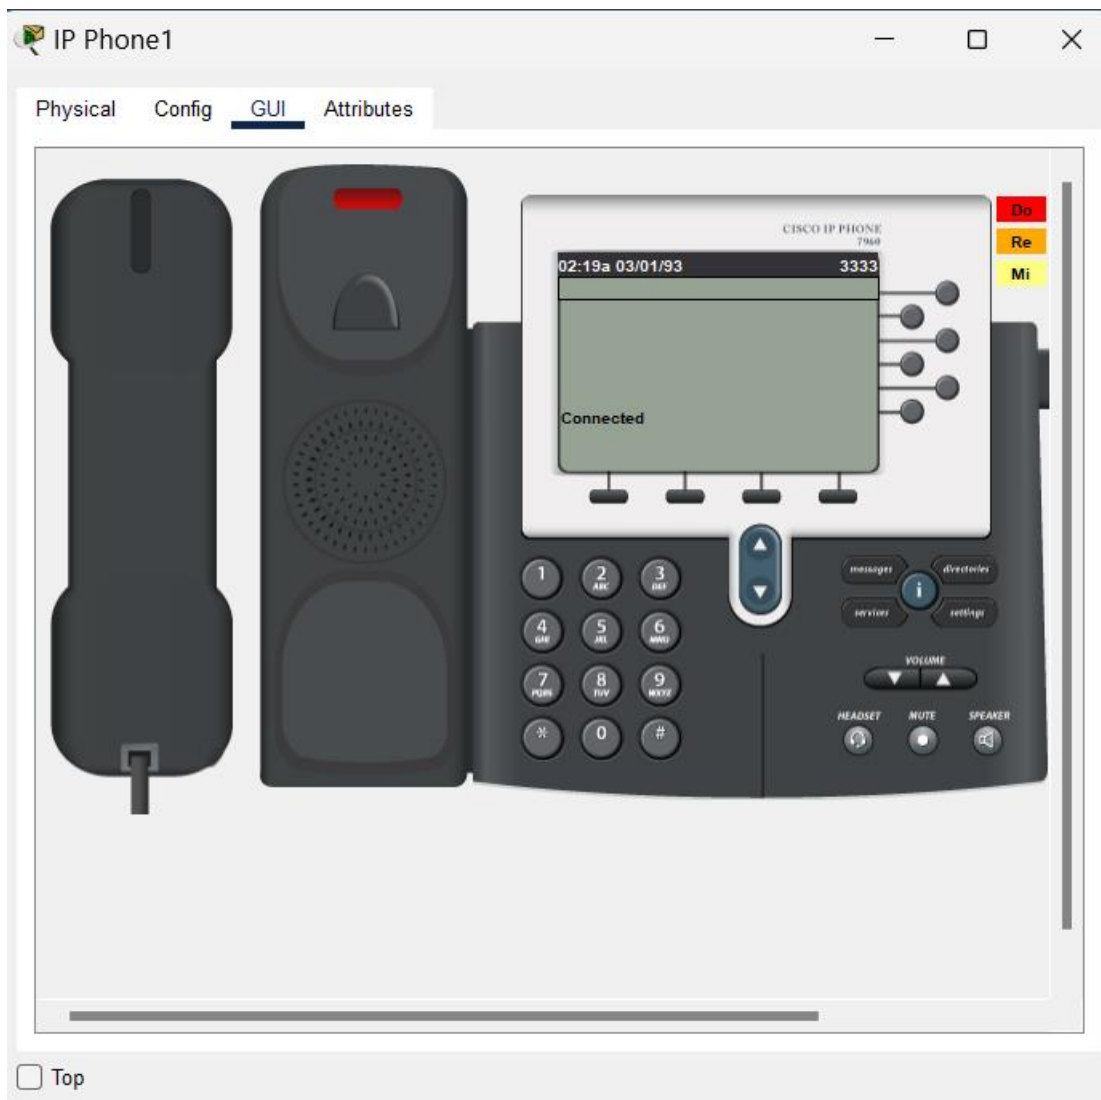 IP Phone1
Physical Config GUI Attributes
Do
Re
Mi
CISCO IP PHONE
7960
02:19a 03/01/93 3333
Connected
1 2 3
ABC DEF
4 5 6
GHI JKL MNO
7 8 9
PQRS TUV WXYZ
* 0 #
messages directories
i
services settings
VOLUME
HEADSET MUTE SPEAKER
Top